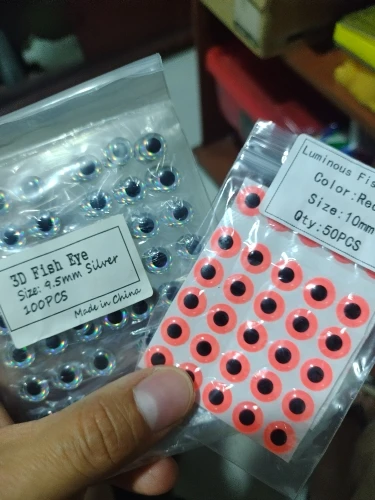 3D Fish Eye
Size: 9.5mm Silver
100PCS
Made in China
Luminous Fis
Color: Red
Size: 10mm
Qty: 50PCS